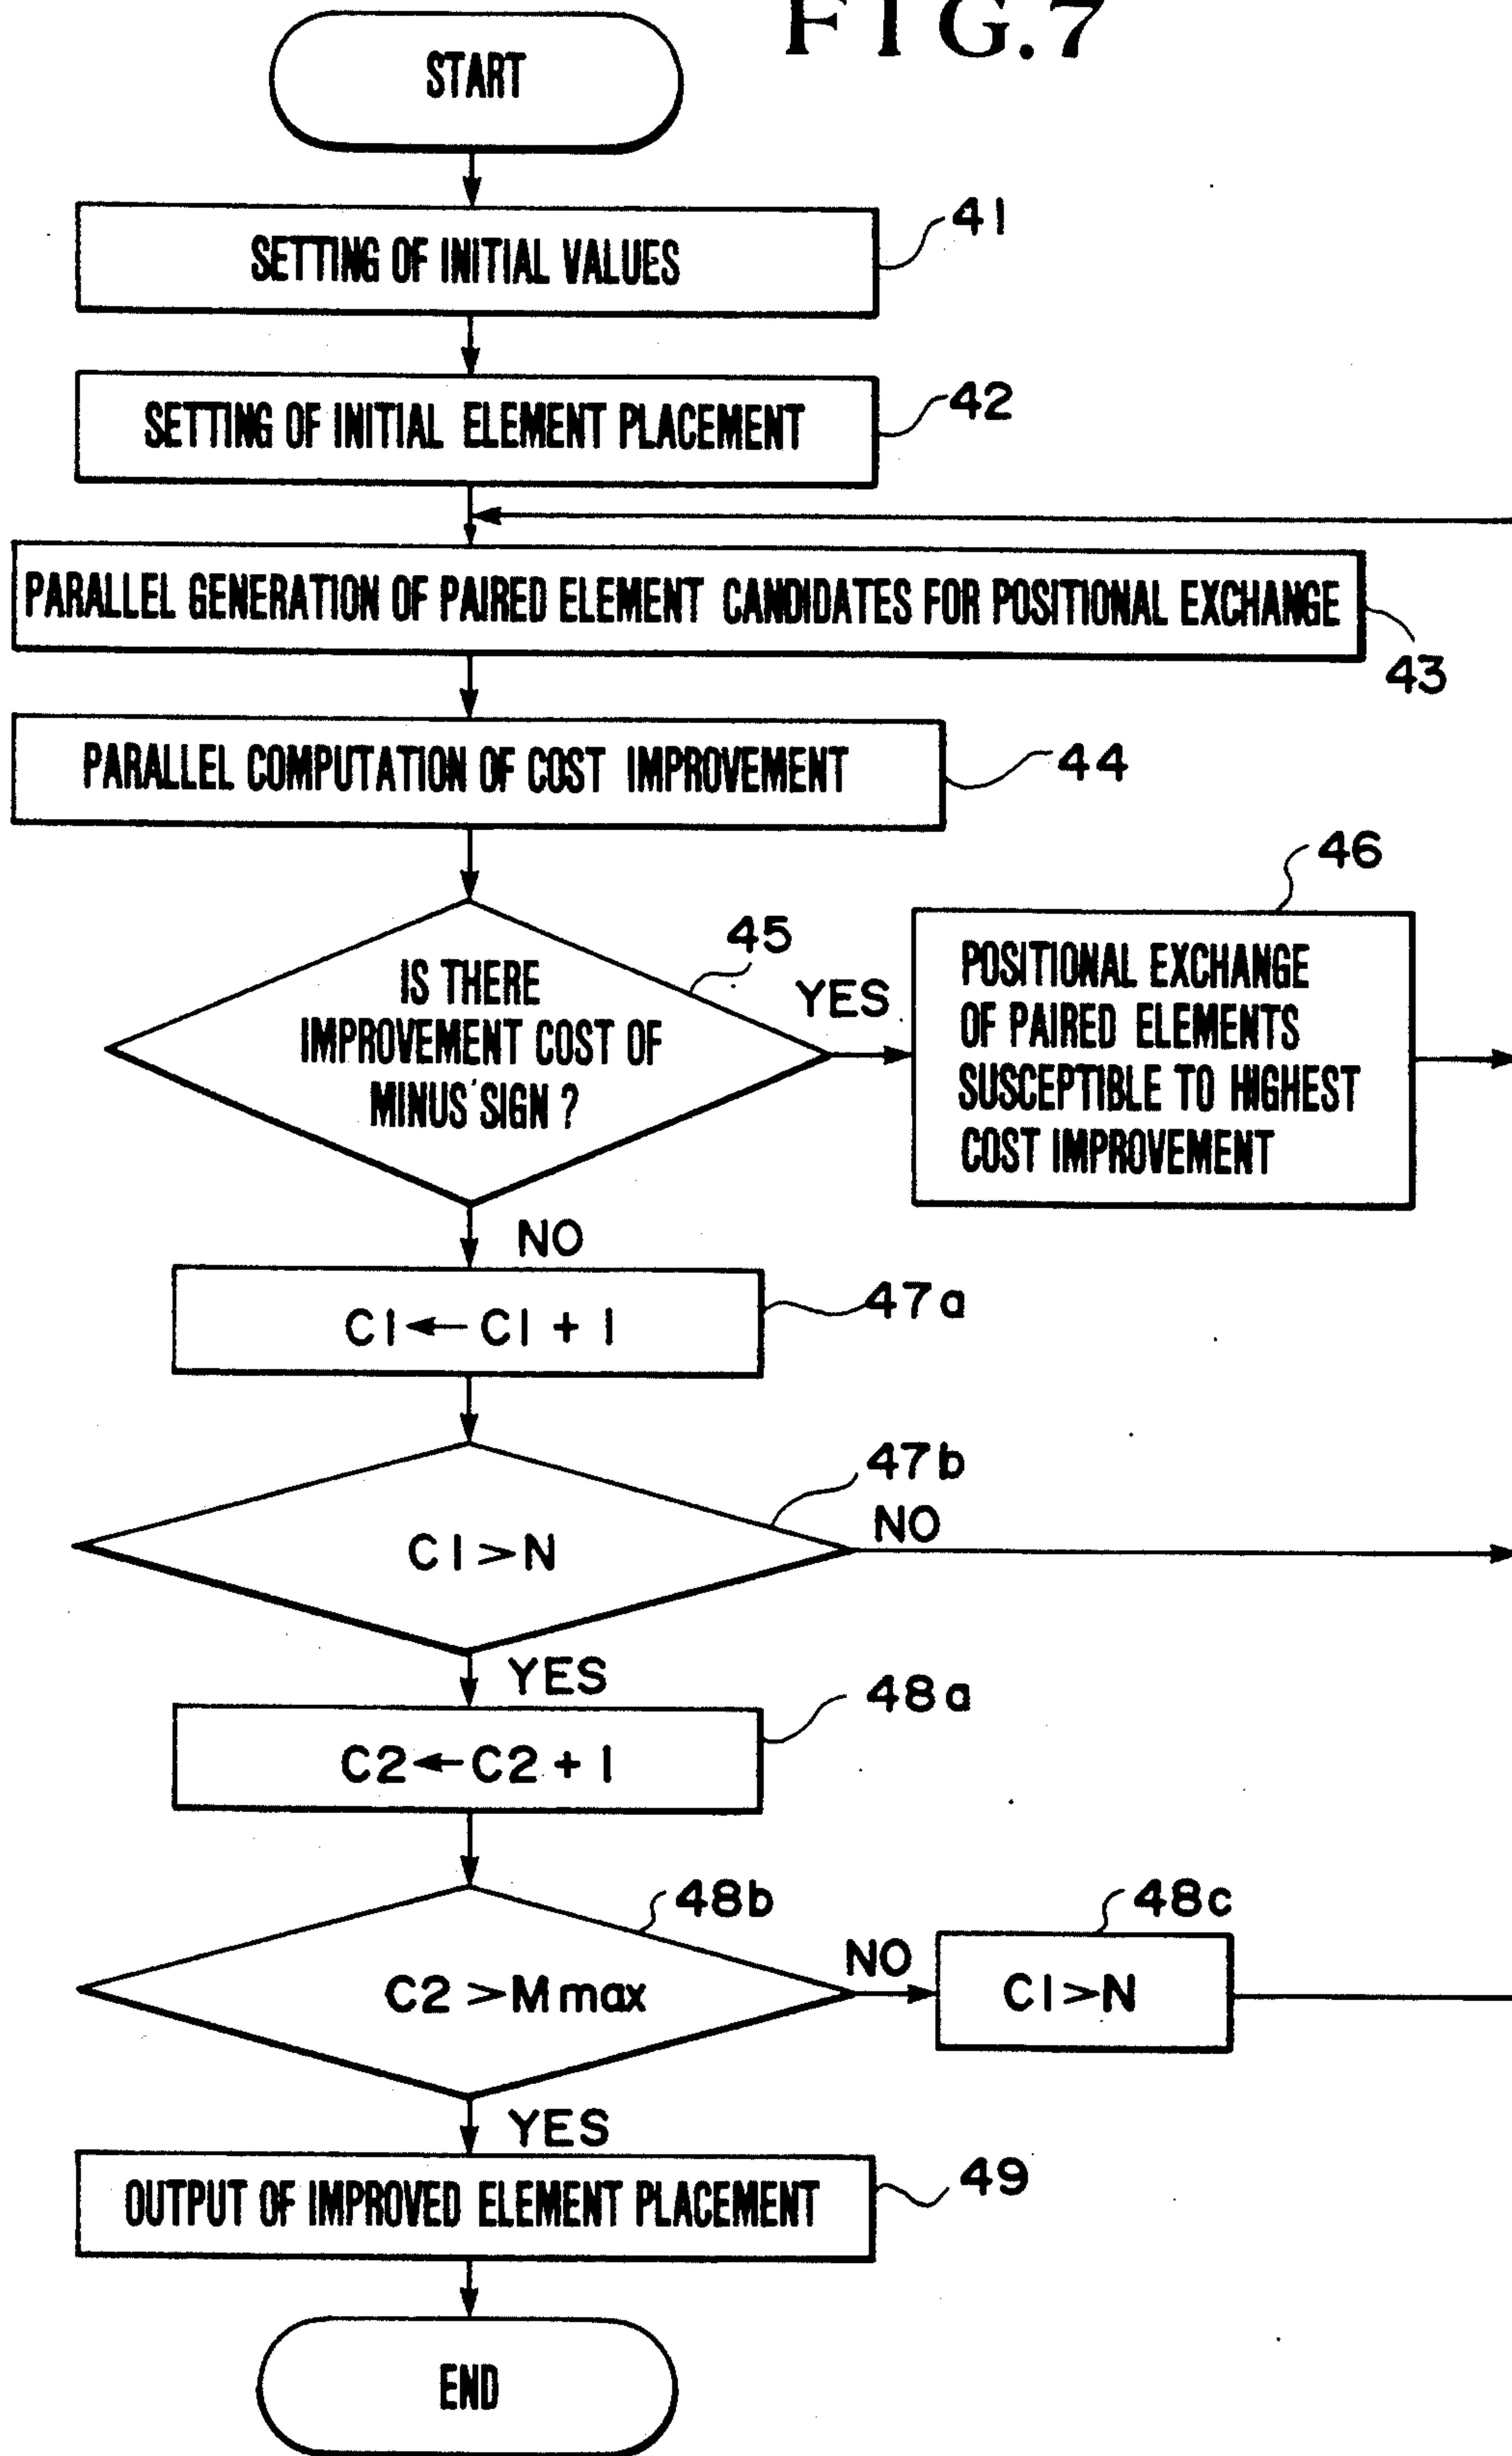 FIG.7
START
SETTING OF INITIAL VALUES
41
SETTING OF INITIAL ELEMENT PLACEMENT
42
PARALLEL GENERATION OF PAIRED ELEMENT CANDIDATES FOR POSITIONAL EXCHANGE
43
PARALLEL COMPUTATION OF COST IMPROVEMENT
44
IS THERE
IMPROVEMENT COST OF
MINUS SIGN ?
45
YES
46
POSITIONAL EXCHANGE
OF PAIRED ELEMENTS
SUSCEPTIBLE TO HIGHEST
COST IMPROVEMENT
NO
C1 ← C1 + 1
47a
C1 > N
47b
NO
YES
C2 ← C2 + 1
48a
C2 > M max
48b
NO
48c
C1 > N
YES
OUTPUT OF IMPROVED ELEMENT PLACEMENT
49
END